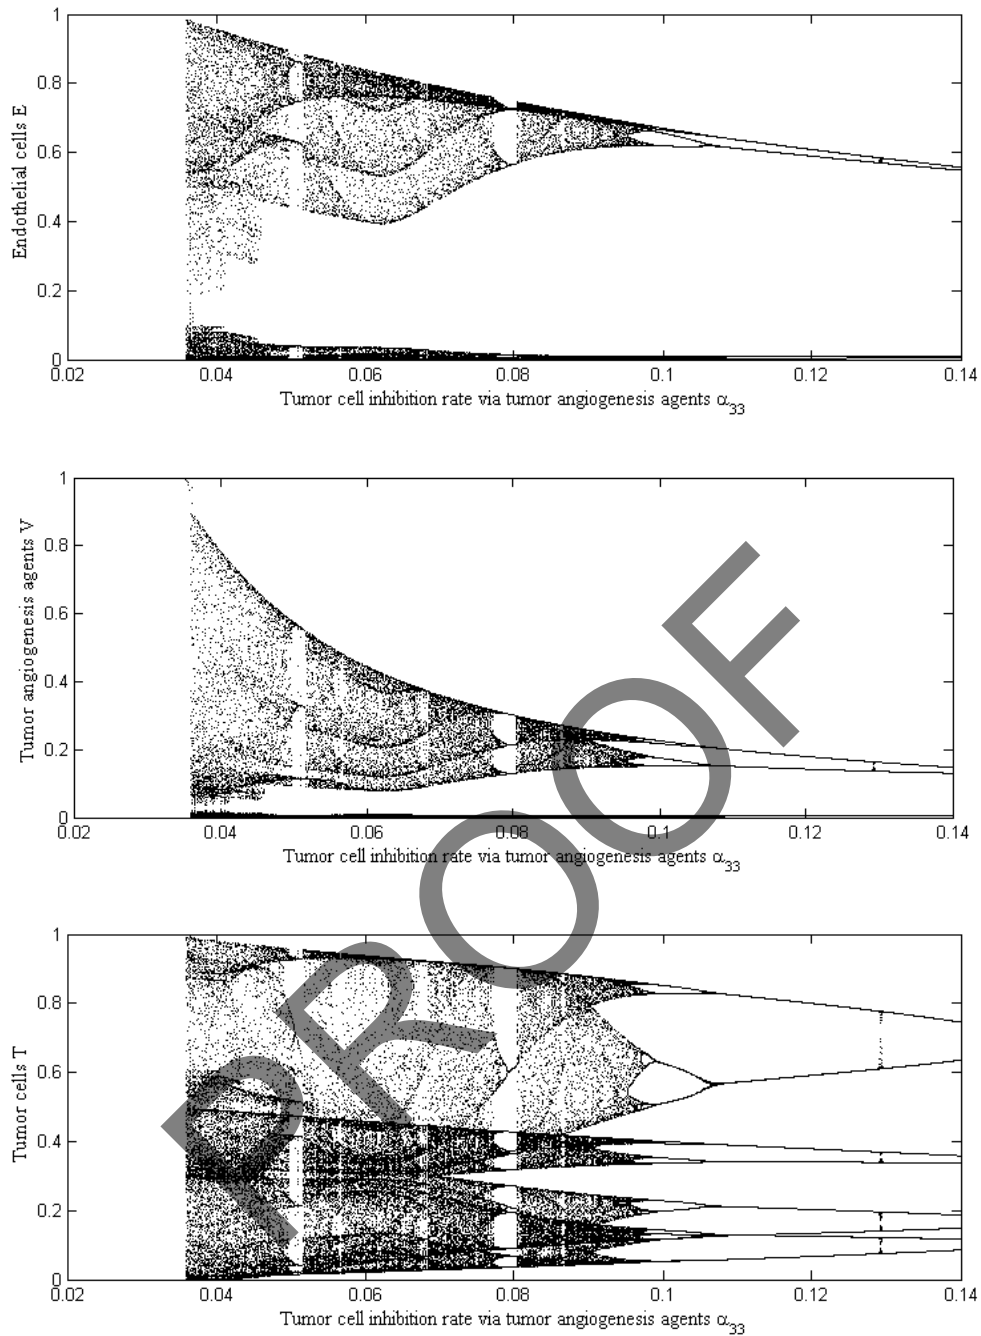 1
0.8
0.6
0.4
0.2
0
Endothelial cells E
0.02 0.04 0.06 0.08 0.1 0.12 0.14
Tumor cell inhibition rate via tumor angiogenesis agents α33
1
0.8
0.6
0.4
0.2
0
Tumor angiogenesis agents V
0.02 0.04 0.06 0.08 0.1 0.12 0.14
Tumor cell inhibition rate via tumor angiogenesis agents α33
1
0.8
0.6
0.4
0.2
0
Tumor cells T
0.02 0.04 0.06 0.08 0.1 0.12 0.14
Tumor cell inhibition rate via tumor angiogenesis agents α33
PROOF